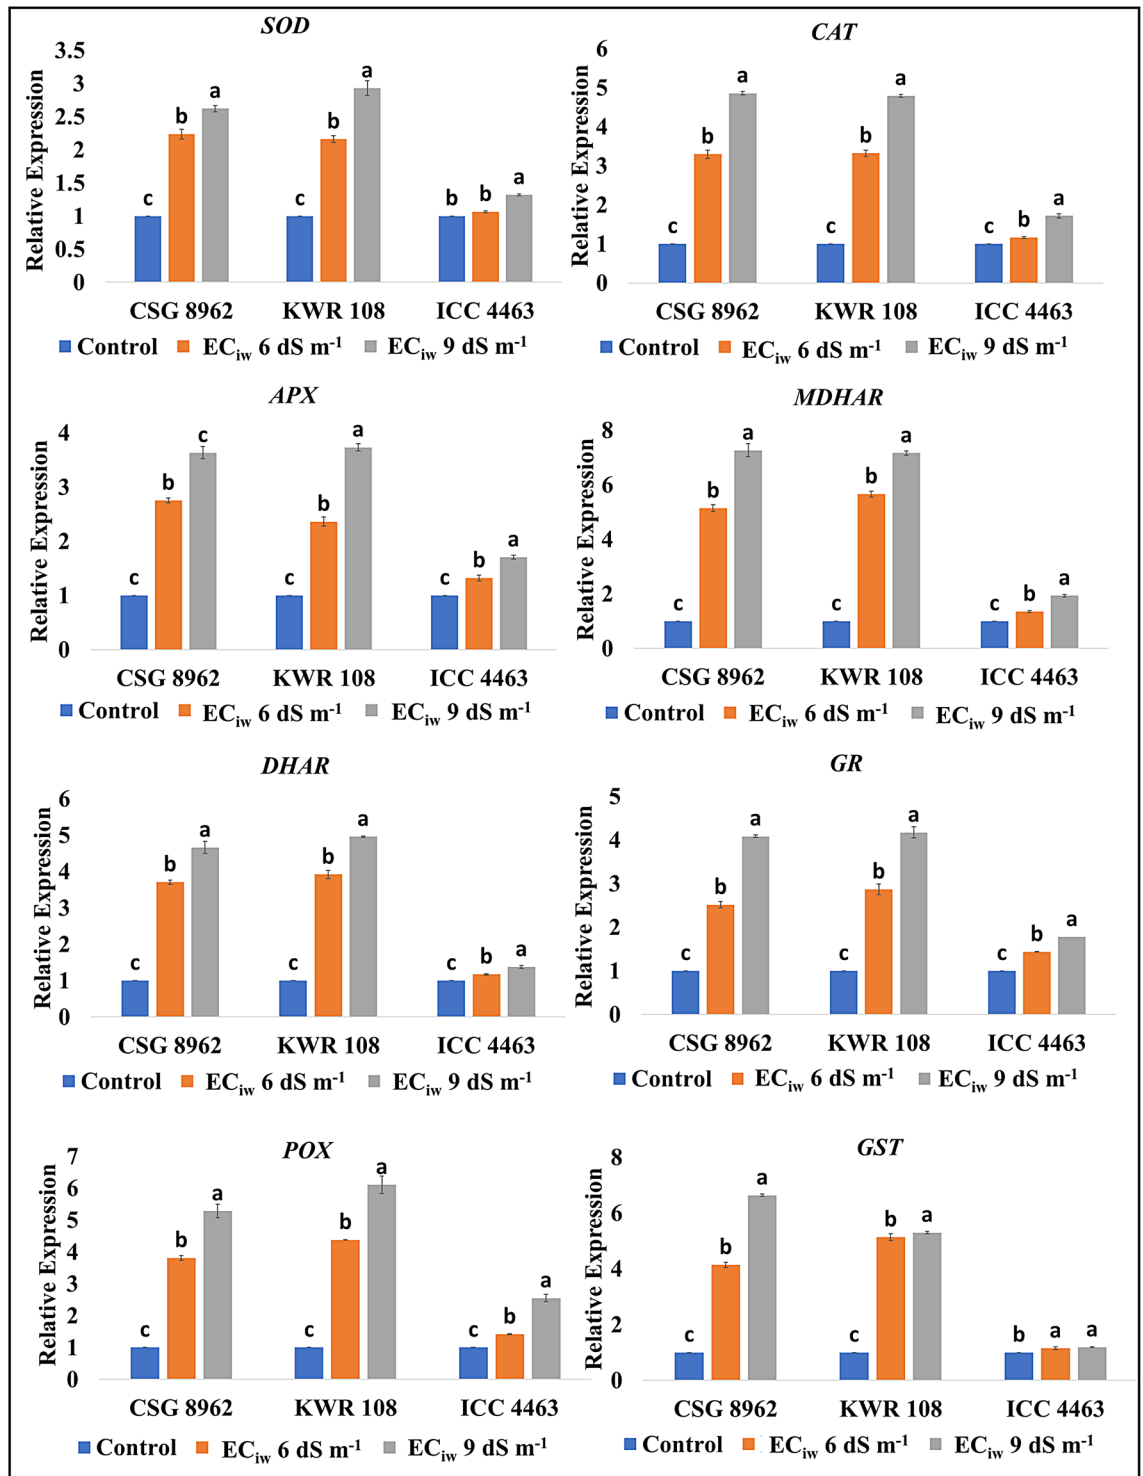 SOD
3.5
3
2.5
2
1.5
1
0.5
0
Relative Expression
c b a c b a b b a
CSG 8962 KWR 108 ICC 4463
Control ECiw 6 dS m-1 ECiw 9 dS m-1
CAT
6
5
4
3
2
1
0
Relative Expression
c b a c b a c b a
CSG 8962 KWR 108 ICC 4463
Control ECiw 6 dS m-1 ECiw 9 dS m-1
APX
4
3
2
1
0
Relative Expression
c b c c b a c b a
CSG 8962 KWR 108 ICC 4463
Control ECiw 6 dS m-1 ECiw 9 dS m-1
MDHAR
8
6
4
2
0
Relative Expression
c b a c b a c b a
CSG 8962 KWR 108 ICC 4463
Control ECiw 6 dS m-1 ECiw 9 dS m-1
DHAR
6
5
4
3
2
1
0
Relative Expression
c b a c b a c b a
CSG 8962 KWR 108 ICC 4463
Control ECiw 6 dS m-1 ECiw 9 dS m-1
GR
5
4
3
2
1
0
Relative Expression
c b a c b a c b a
CSG 8962 KWR 108 ICC 4463
Control ECiw 6 dS m-1 ECiw 9 dS m-1
POX
7
6
5
4
3
2
1
0
Relative Expression
c b a c b a c b a
CSG 8962 KWR 108 ICC 4463
Control ECiw 6 dS m-1 ECiw 9 dS m-1
GST
8
6
4
2
0
Relative Expression
c b a c b a b a a
CSG 8962 KWR 108 ICC 4463
Control ECiw 6 dS m-1 ECiw 9 dS m-1